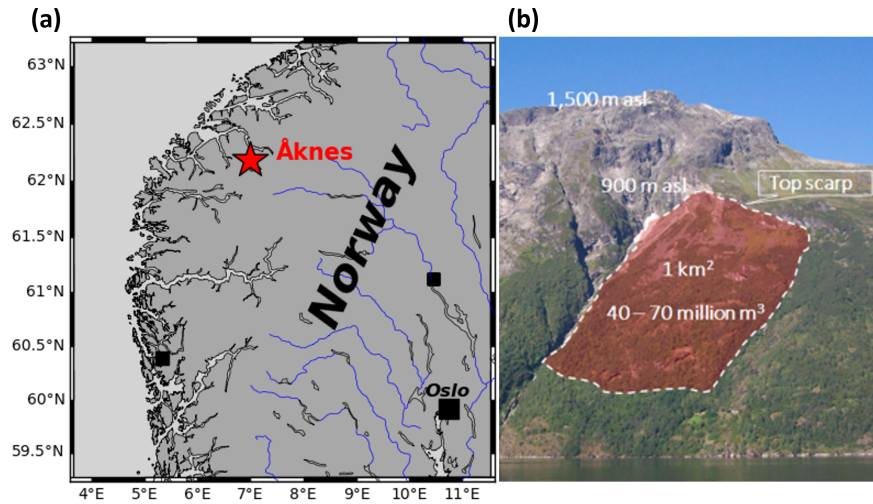 (a)
(b)
63°N
62.5°N
62°N
61.5°N
61°N
60.5°N
60°N
59.5°N
4°E
5°E
6°E
7°E
8°E
9°E
10°E
11°E
Åknes
Norway
Oslo
1,500 m asl
900 m asl
Top scarp
1 km²
40 – 70 million m³